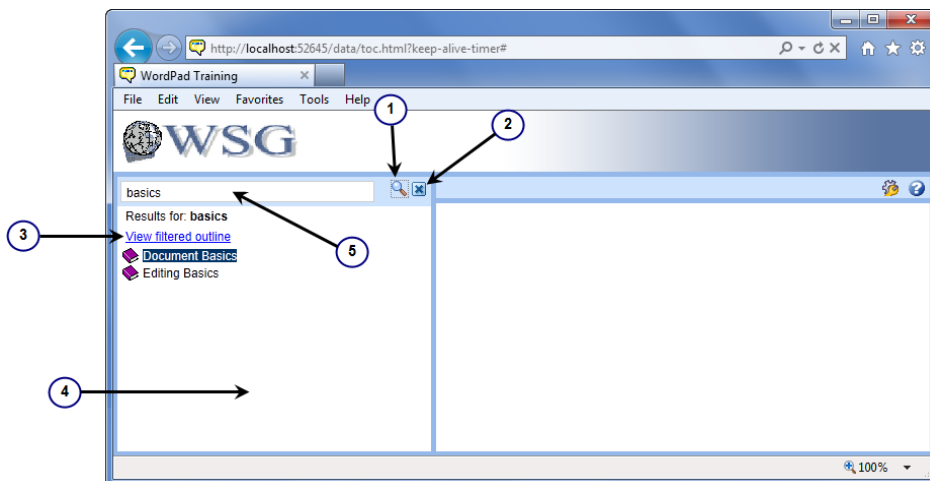 http://localhost:52645/data/toc.html?keep-alive-timer#
WordPad Training
File Edit View Favorites Tools Help
1
2
WSG
basics
Results for: basics
3
View filtered outline
5
Document Basics
Editing Basics
4
100%